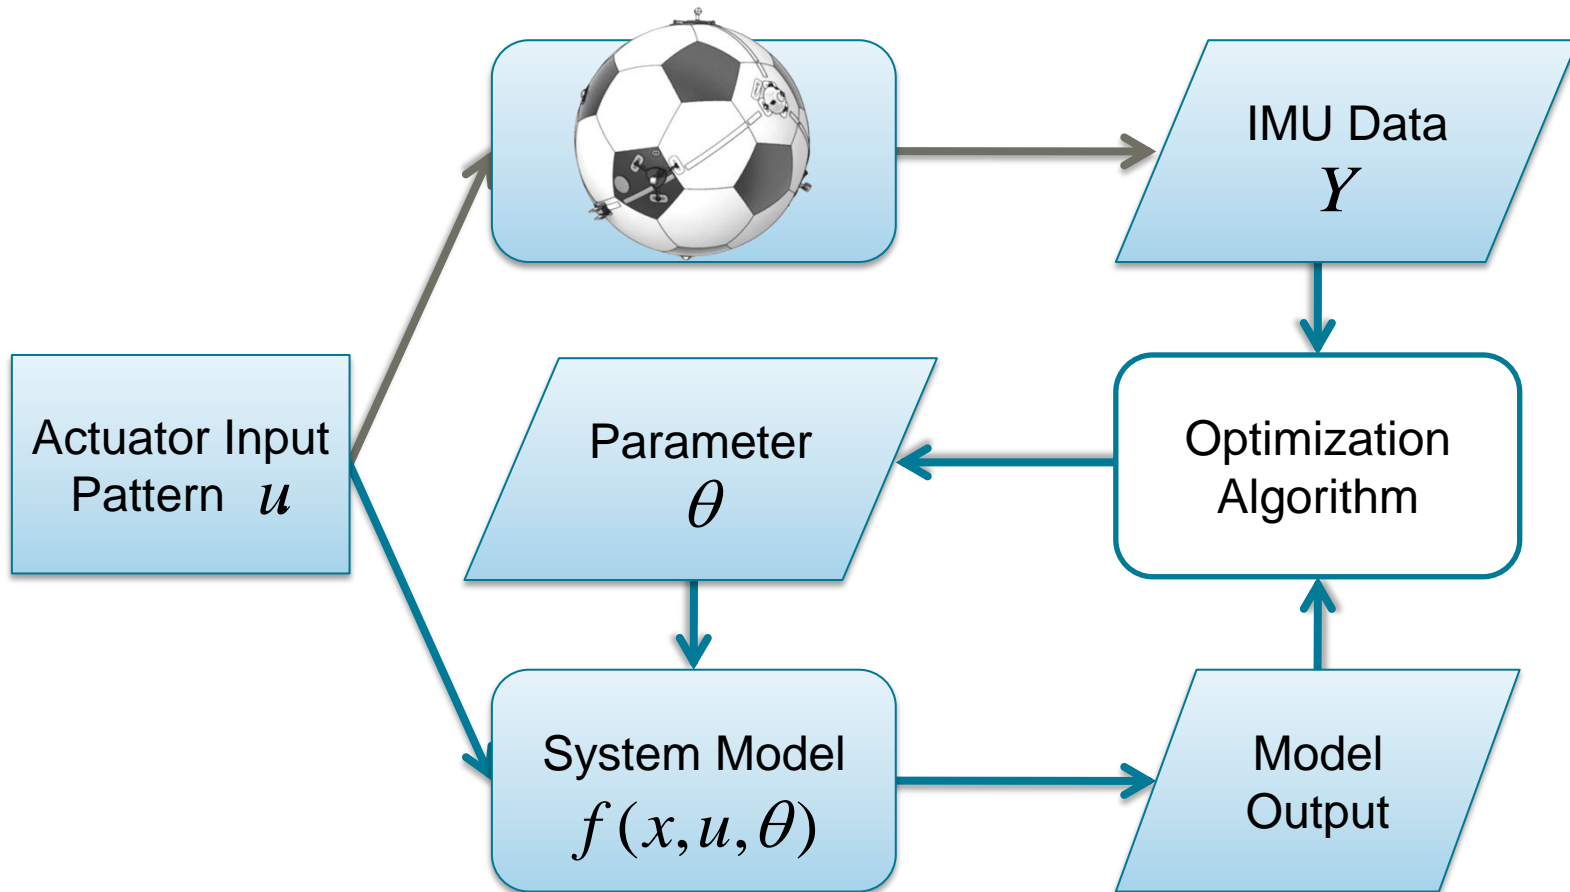 IMU Data
Y
Actuator Input
Pattern u
Parameter
θ
Optimization
Algorithm
System Model
f(x,u,θ)
Model
Output